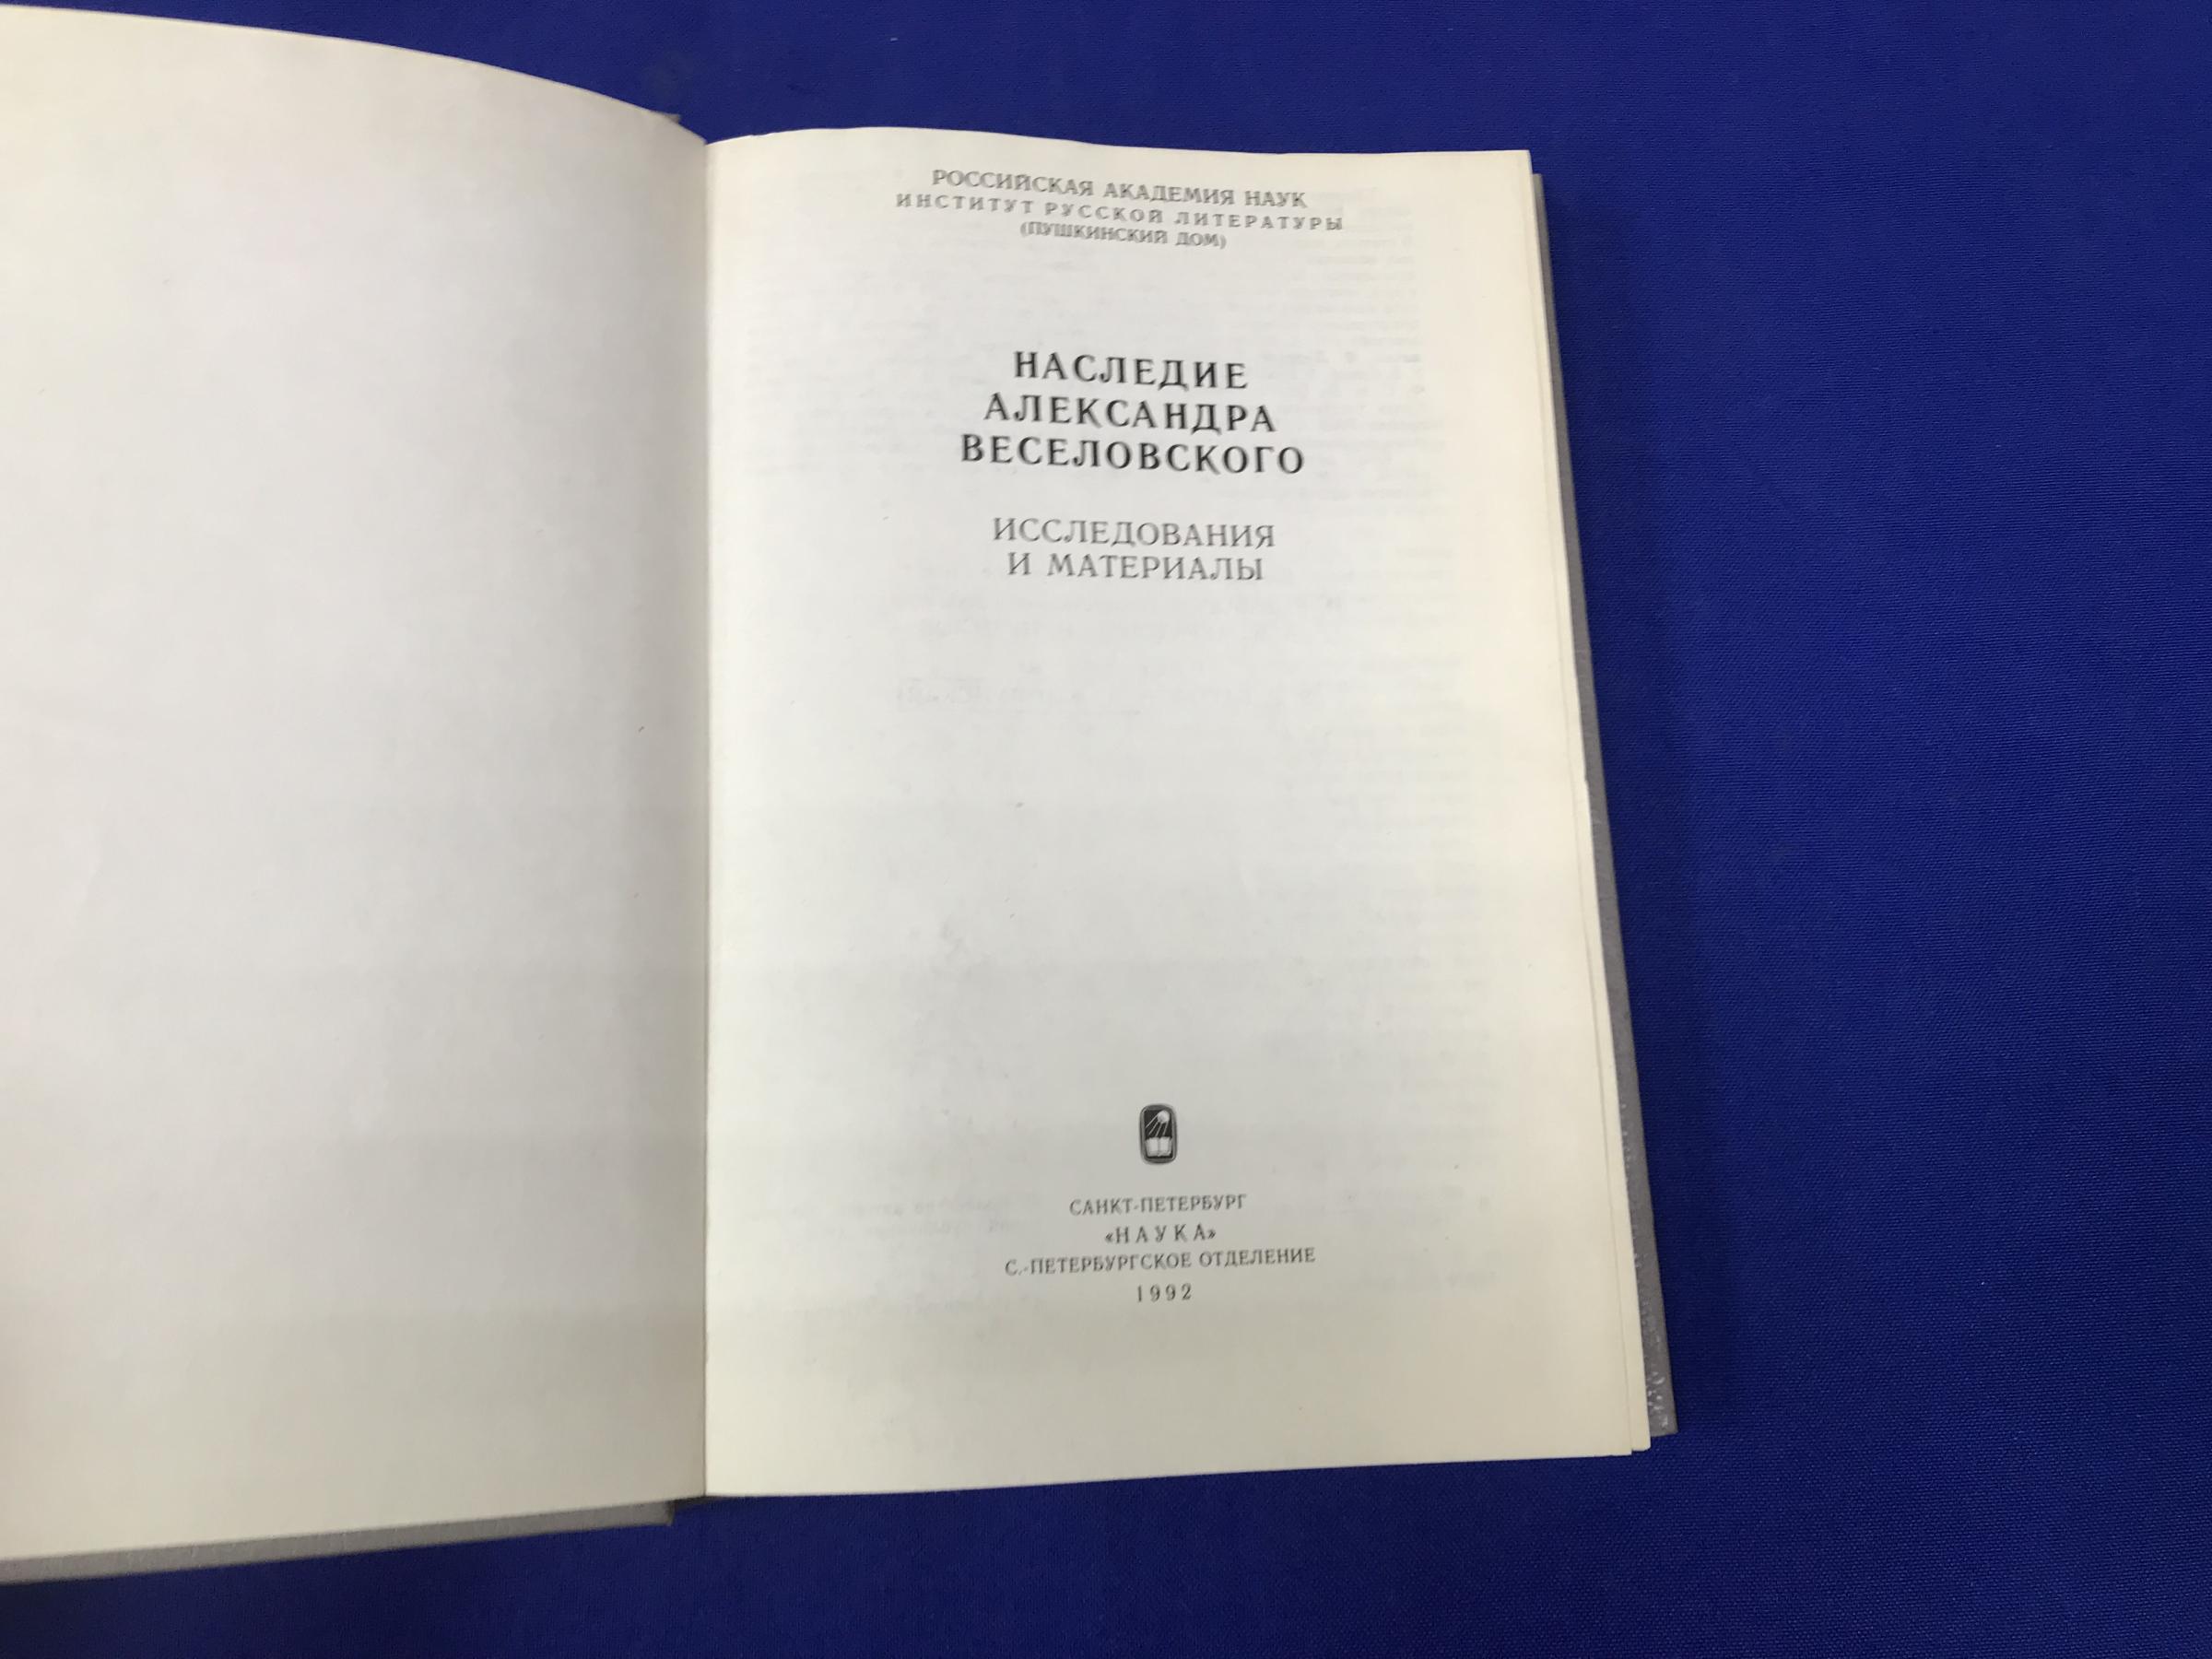 РОССИЙСКАЯ АКАДЕМИЯ НАУК
ИНСТИТУТ РУССКОЙ ЛИТЕРАТУРЫ
(ПУШКИНСКИЙ ДОМ)
НАСЛЕДИЕ
АЛЕКСАНДРА
ВЕСЕЛОВСКОГО
ИССЛЕДОВАНИЯ
И МАТЕРИАЛЫ
САНКТ-ПЕТЕРБУРГ
«НАУКА»
С.-ПЕТЕРБУРГСКОЕ ОТДЕЛЕНИЕ
1992